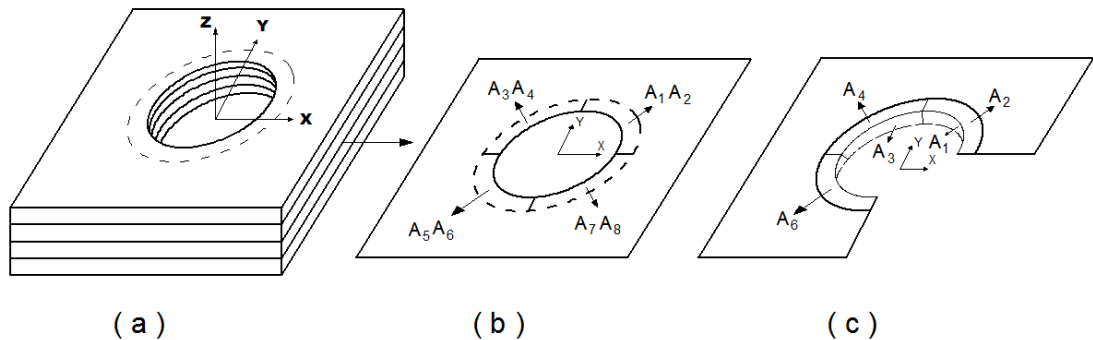 Z
Y
X
A₃A₄
A₁A₂
Y
X
A₅A₆
A₇A₈
A₄
A₂
A₃
A₁
Y
X
A₆
( a )
( b )
( c )